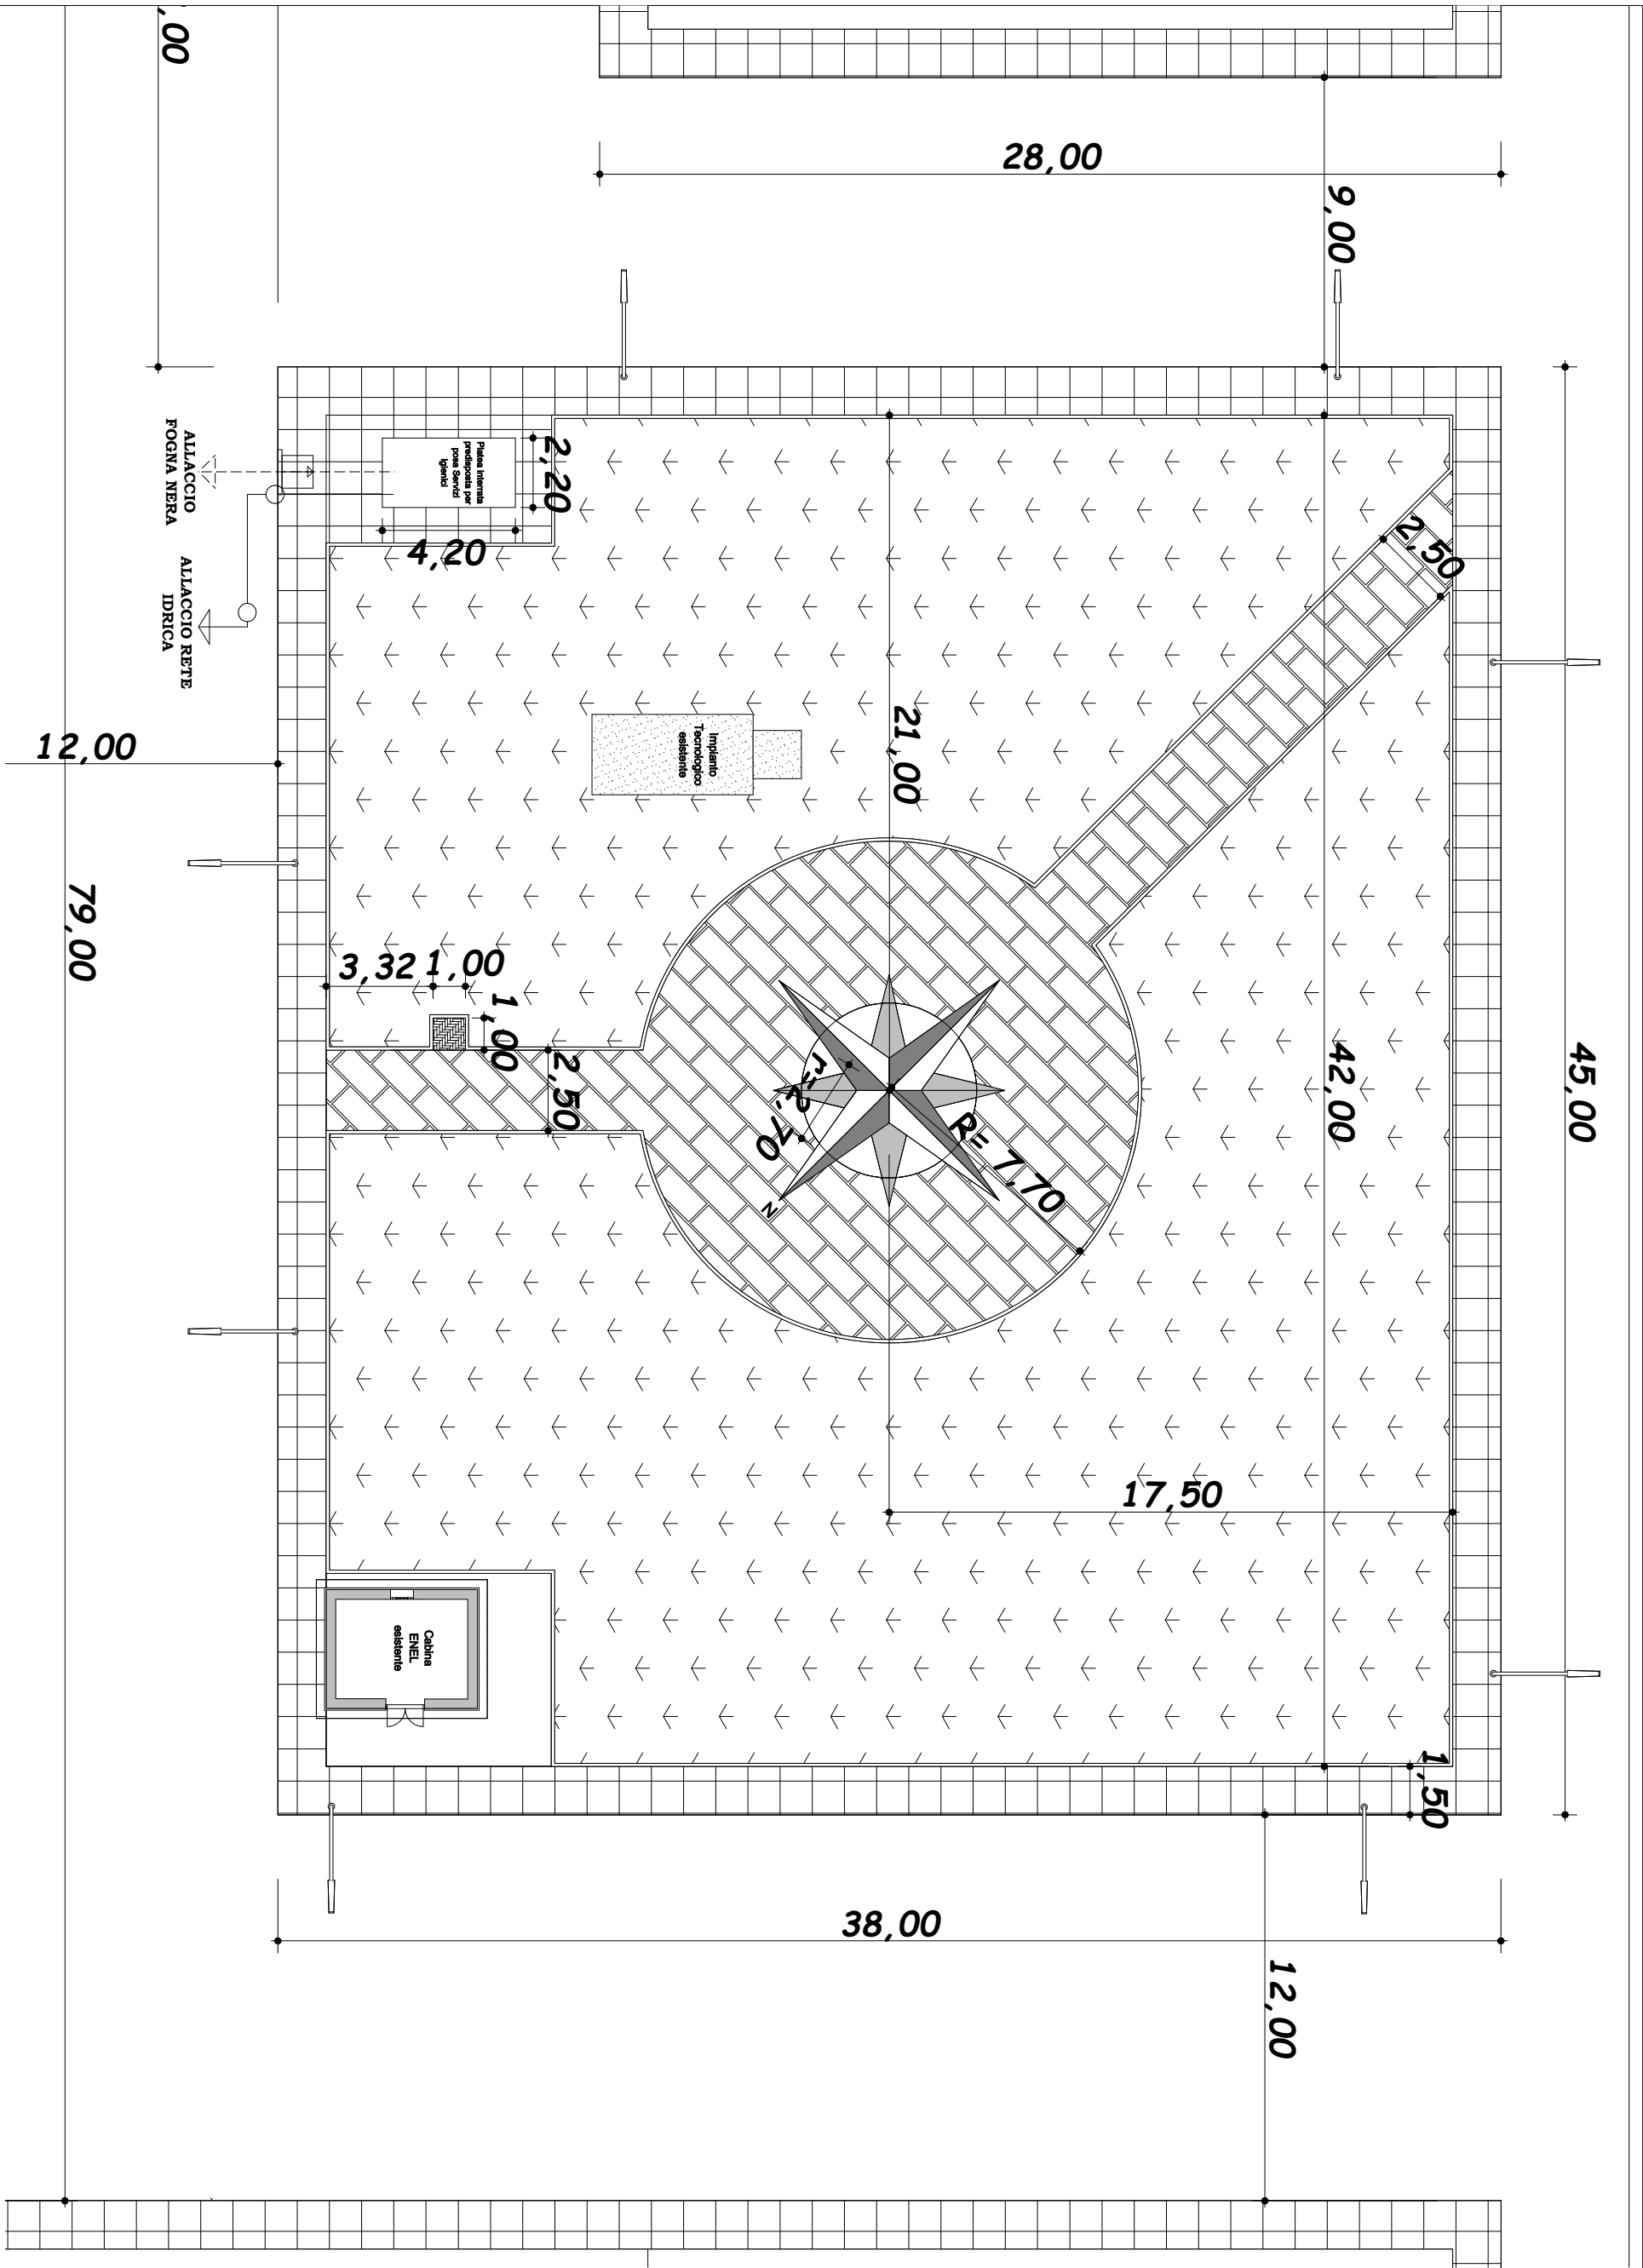 ,00
28,00
9,00
2,20
Platea interrata
predisposta per
posa Servizi
Igienici
4,20
ALLACCIO
FOGNA NERA
ALLACCIO RETE
IDRICA
2,50
12,00
21,00
Impianto
Tecnologico
esistente
79,00
3,32
1,00
1,00
2,50
r=2,70
R= 7,70
N
42,00
45,00
17,50
Cabina
ENEL
esistente
1,50
38,00
12,00